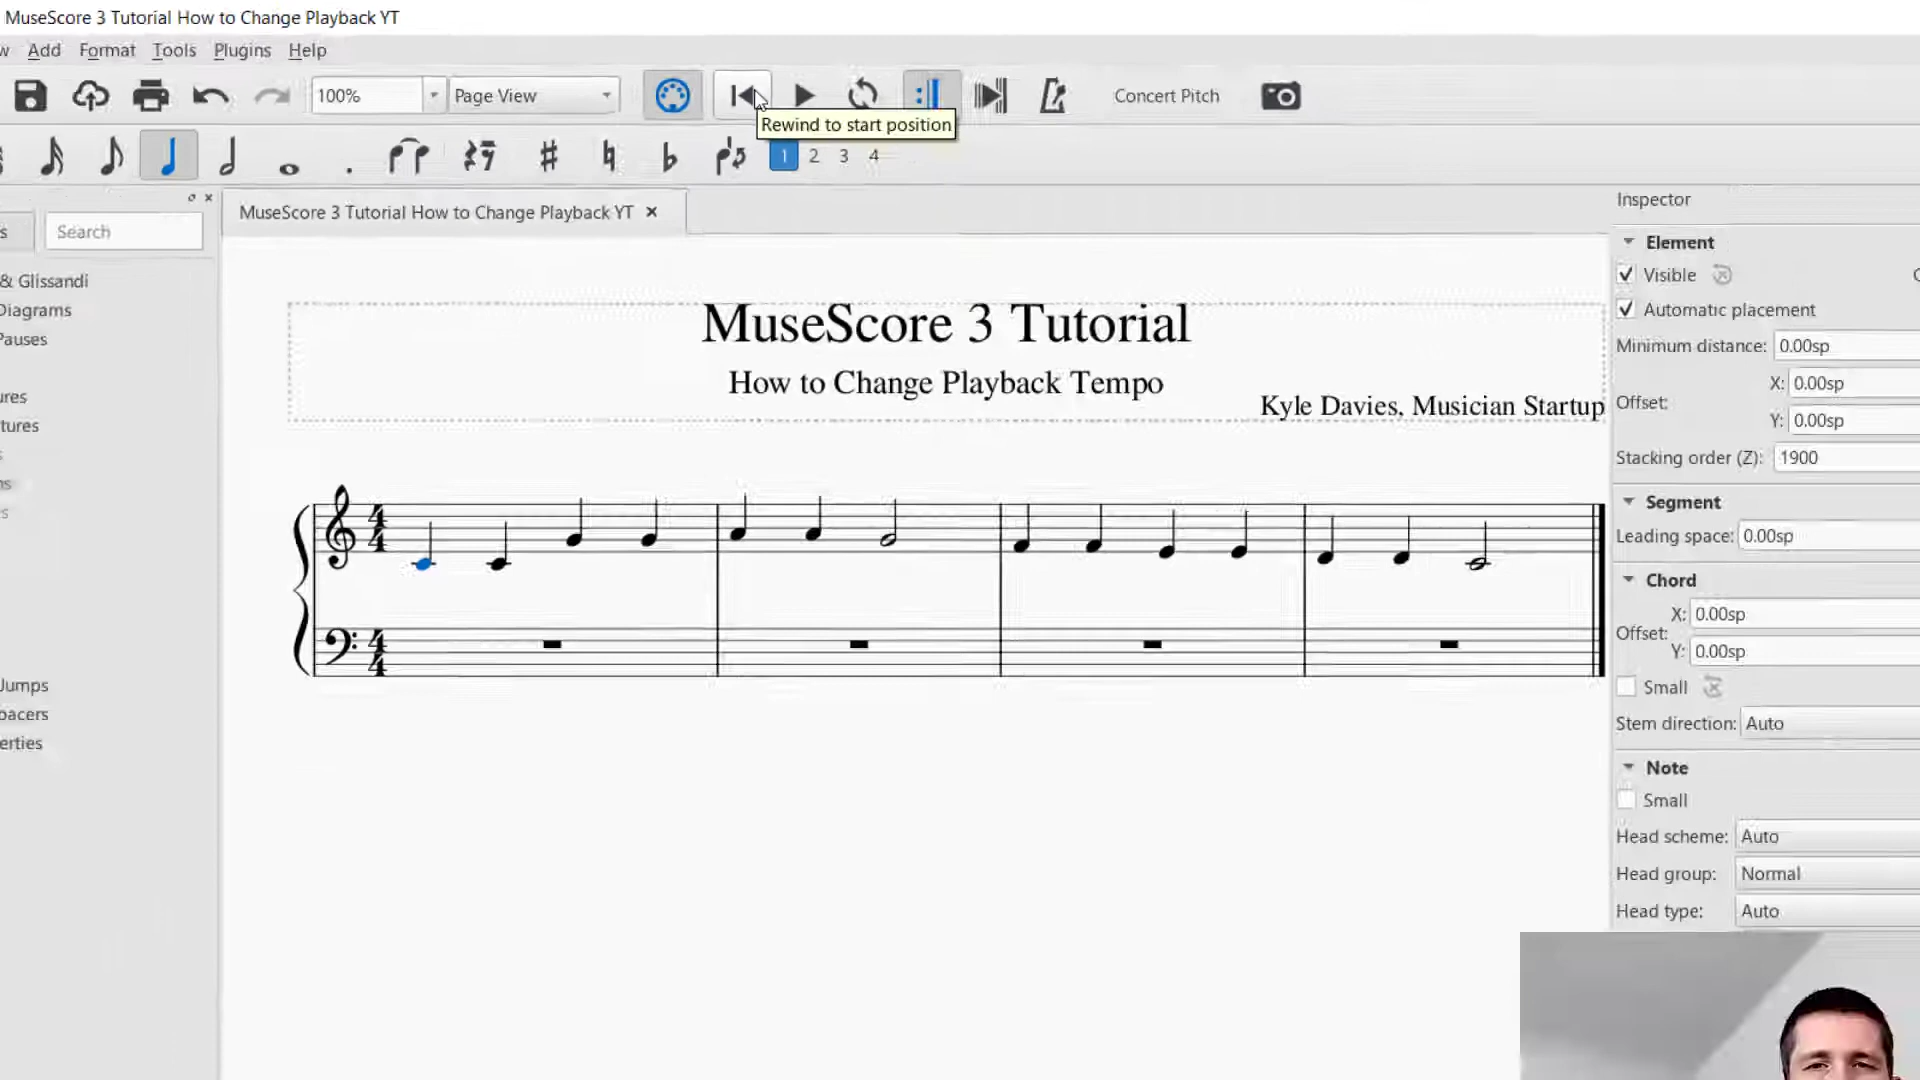 MuseScore 3 Tutorial How to Change Playback YT
w Add Format Tools Plugins Help
100% Page View Concert Pitch
Rewind to start position
1 2 3 4
MuseScore 3 Tutorial How to Change Playback YT
s Search
& Glissandi
Diagrams
Pauses
ures
tures
s
ns
s
Jumps
pacers
erties
MuseScore 3 Tutorial
How to Change Playback Tempo
Kyle Davies, Musician Startup
4
4
4
4
Inspector
Element
Visible
Automatic placement
Minimum distance: 0.00sp
X: 0.00sp
Offset:
Y: 0.00sp
Stacking order (Z): 1900
Segment
Leading space: 0.00sp
Chord
X: 0.00sp
Offset:
Y: 0.00sp
Small
Stem direction: Auto
Note
Small
Head scheme: Auto
Head group: Normal
Head type: Auto